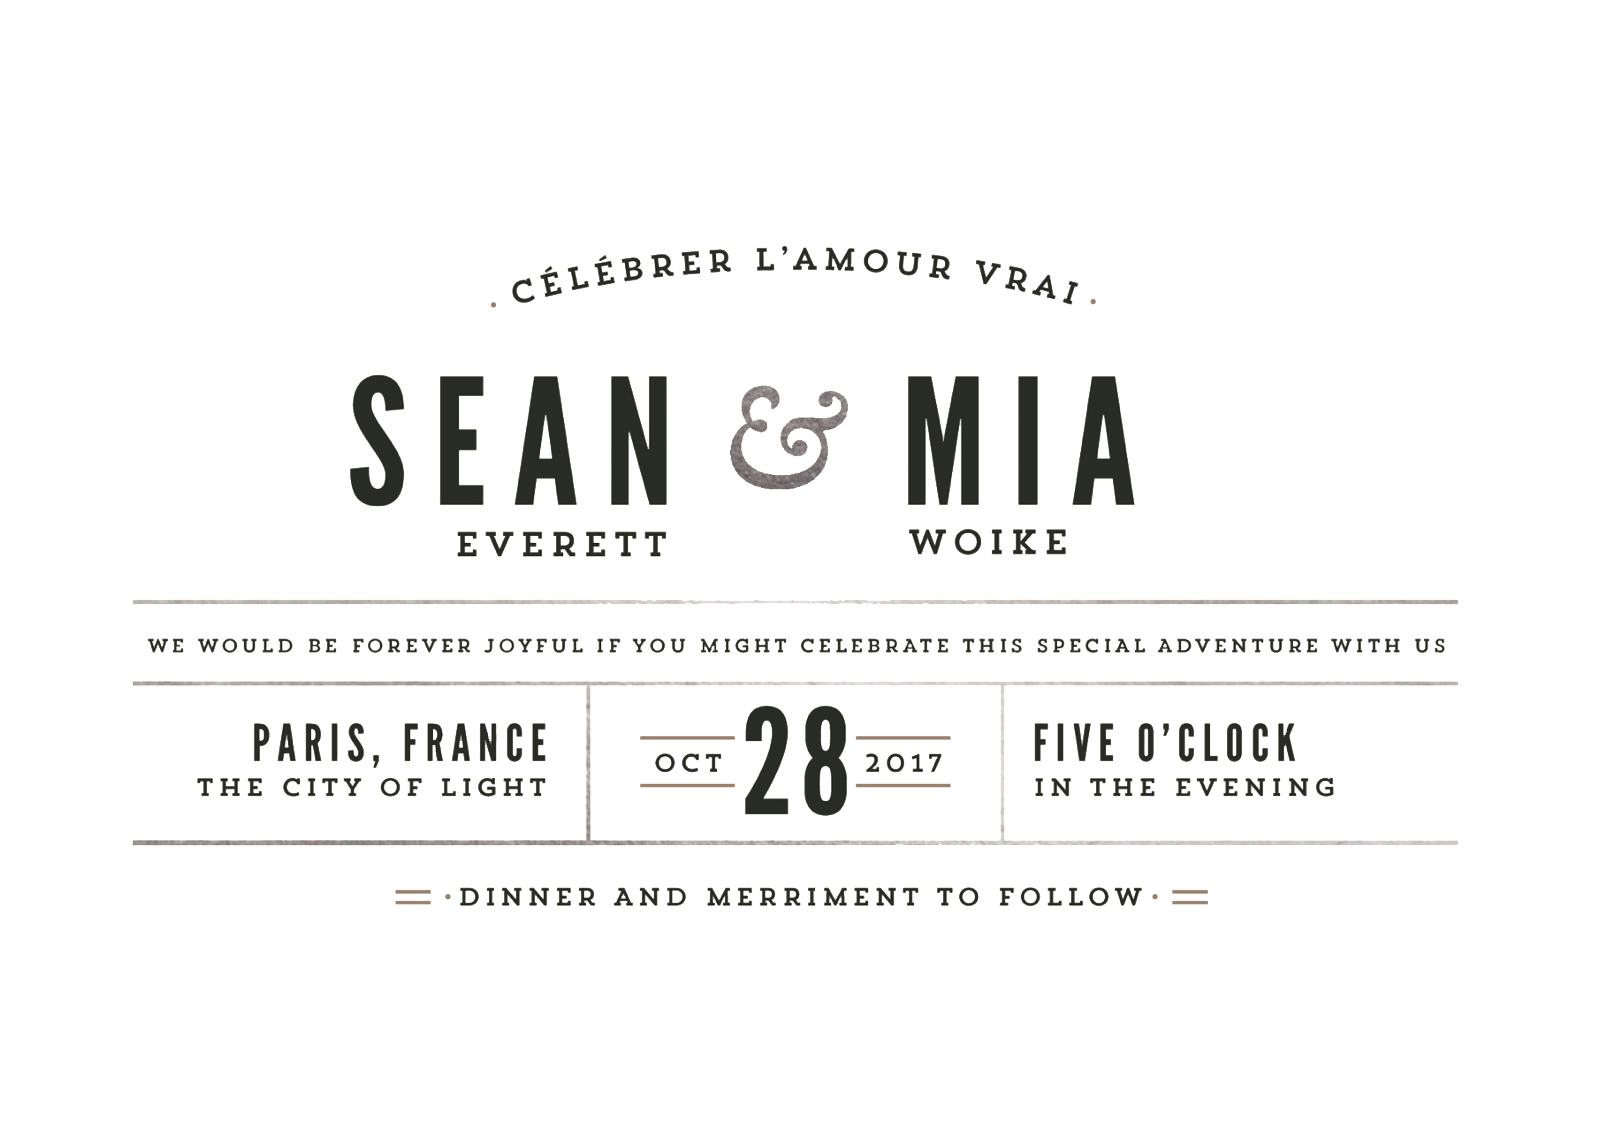 CÉLÉBRER L'AMOUR VRAI
SEAN & MIA
EVERETT WOIKE
WE WOULD BE FOREVER JOYFUL IF YOU MIGHT CELEBRATE THIS SPECIAL ADVENTURE WITH US
PARIS, FRANCE
THE CITY OF LIGHT
OCT 28 2017
FIVE O'CLOCK
IN THE EVENING
·DINNER AND MERRIMENT TO FOLLOW·